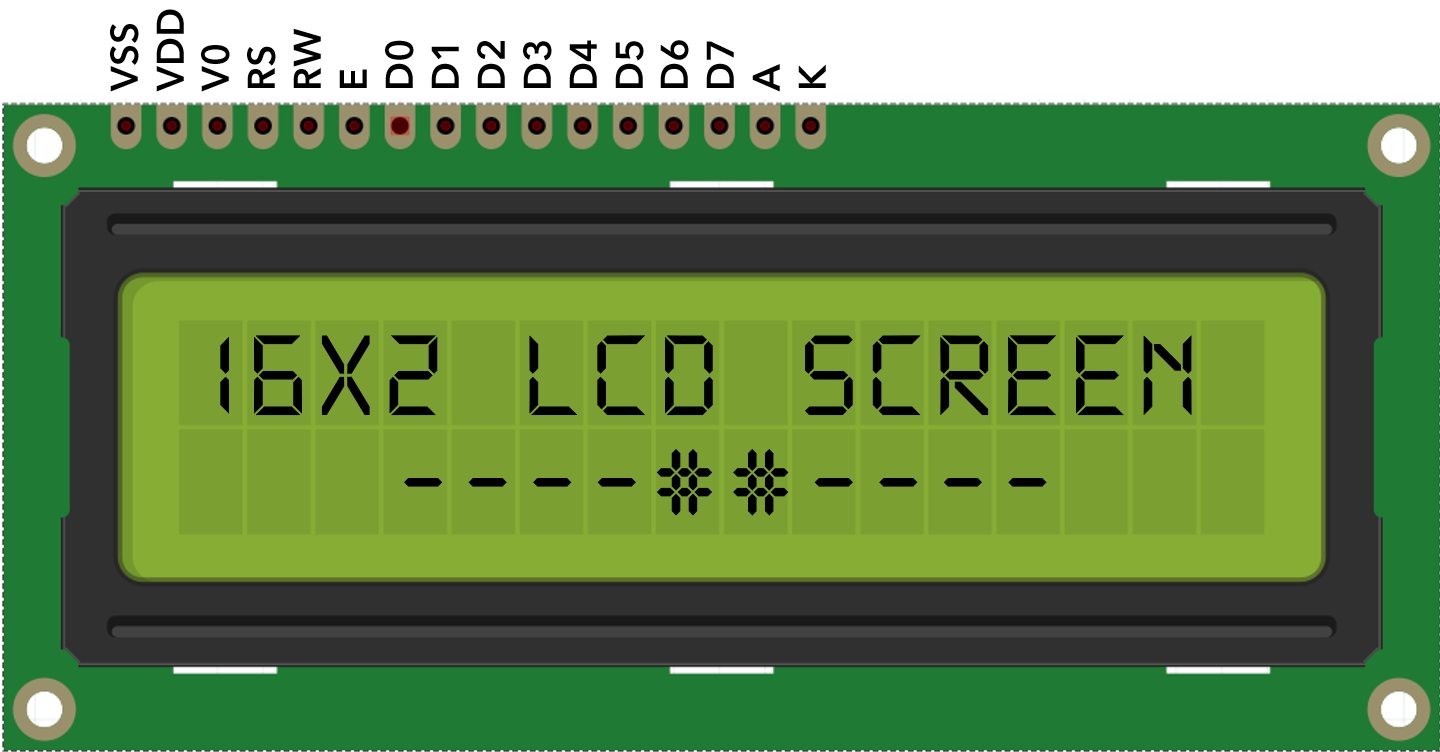 VSS VDD V0 RS RW E D0 D1 D2 D3 D4 D5 D6 D7 A K
16X2 LCD SCREEN
----##----